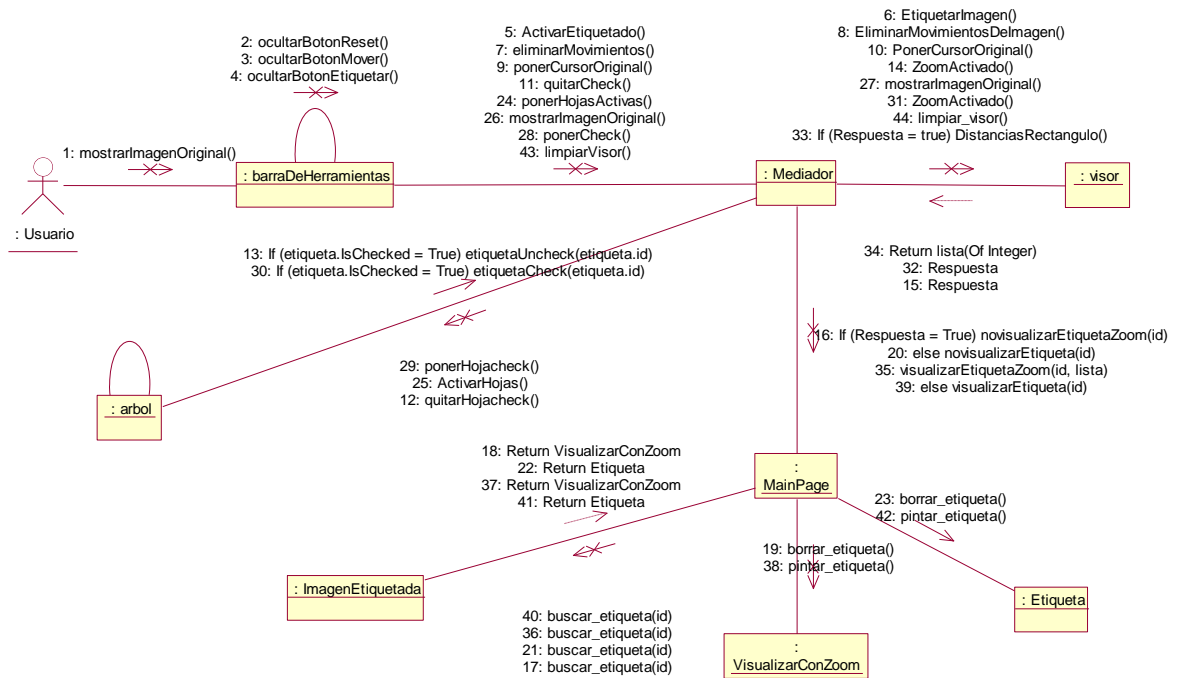 2: ocultarBotonReset()
3: ocultarBotonMover()
4: ocultarBotonEtiquetar()
5: ActivarEtiquetado()
7: eliminarMovimientos()
9: ponerCursorOriginal()
11: quitarCheck()
24: ponerHojasActivas()
26: mostrarImagenOriginal()
28: ponerCheck()
43: limpiarVisor()
6: EtiquetarImagen()
8: EliminarMovimientosDeImagen()
10: PonerCursorOriginal()
14: ZoomActivado()
27: mostrarImagenOriginal()
31: ZoomActivado()
44: limpiar_visor()
33: If (Respuesta = true) DistanciasRectangulo()
1: mostrarImagenOriginal()
: Usuario
: barraDeHerramientas
: Mediador
: visor
13: If (etiqueta.IsChecked = True) etiquetaUncheck(etiqueta.id)
30: If (etiqueta.IsChecked = True) etiquetaCheck(etiqueta.id)
34: Return lista(Of Integer)
32: Respuesta
15: Respuesta
16: If (Respuesta = True) novisualizarEtiquetaZoom(id)
20: else novisualizarEtiqueta(id)
35: visualizarEtiquetaZoom(id, lista)
39: else visualizarEtiqueta(id)
29: ponerHojacheck()
25: ActivarHojas()
12: quitarHojacheck()
: arbol
18: Return VisualizarConZoom
22: Return Etiqueta
37: Return VisualizarConZoom
41: Return Etiqueta
:
MainPage
23: borrar_etiqueta()
42: pintar_etiqueta()
19: borrar_etiqueta()
38: pintar_etiqueta()
: ImagenEtiquetada
: Etiqueta
40: buscar_etiqueta(id)
36: buscar_etiqueta(id)
21: buscar_etiqueta(id)
17: buscar_etiqueta(id)
:
VisualizarConZoom